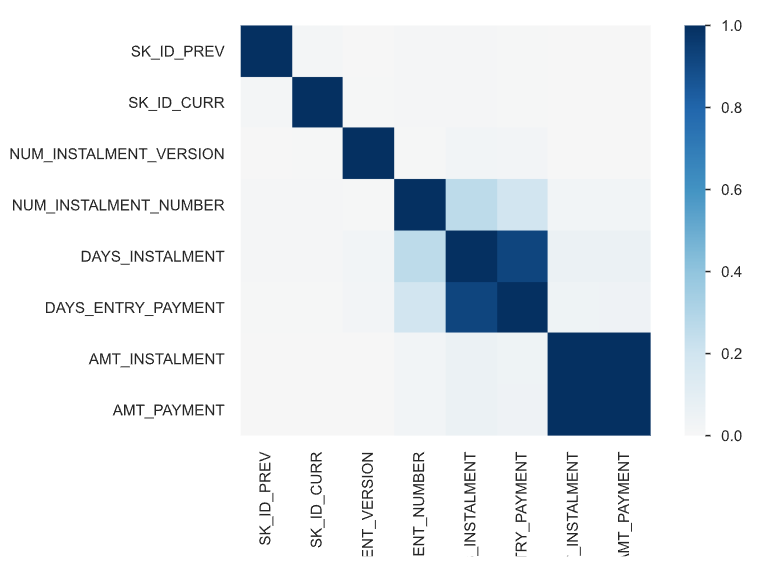 SK_ID_PREV
SK_ID_CURR
NUM_INSTALMENT_VERSION
NUM_INSTALMENT_NUMBER
DAYS_INSTALMENT
DAYS_ENTRY_PAYMENT
AMT_INSTALMENT
AMT_PAYMENT
SK_ID_PREV
SK_ID_CURR
ENT_VERSION
ENT_NUMBER
_INSTALMENT
TRY_PAYMENT
_INSTALMENT
AMT_PAYMENT
1.0
0.8
0.6
0.4
0.2
0.0